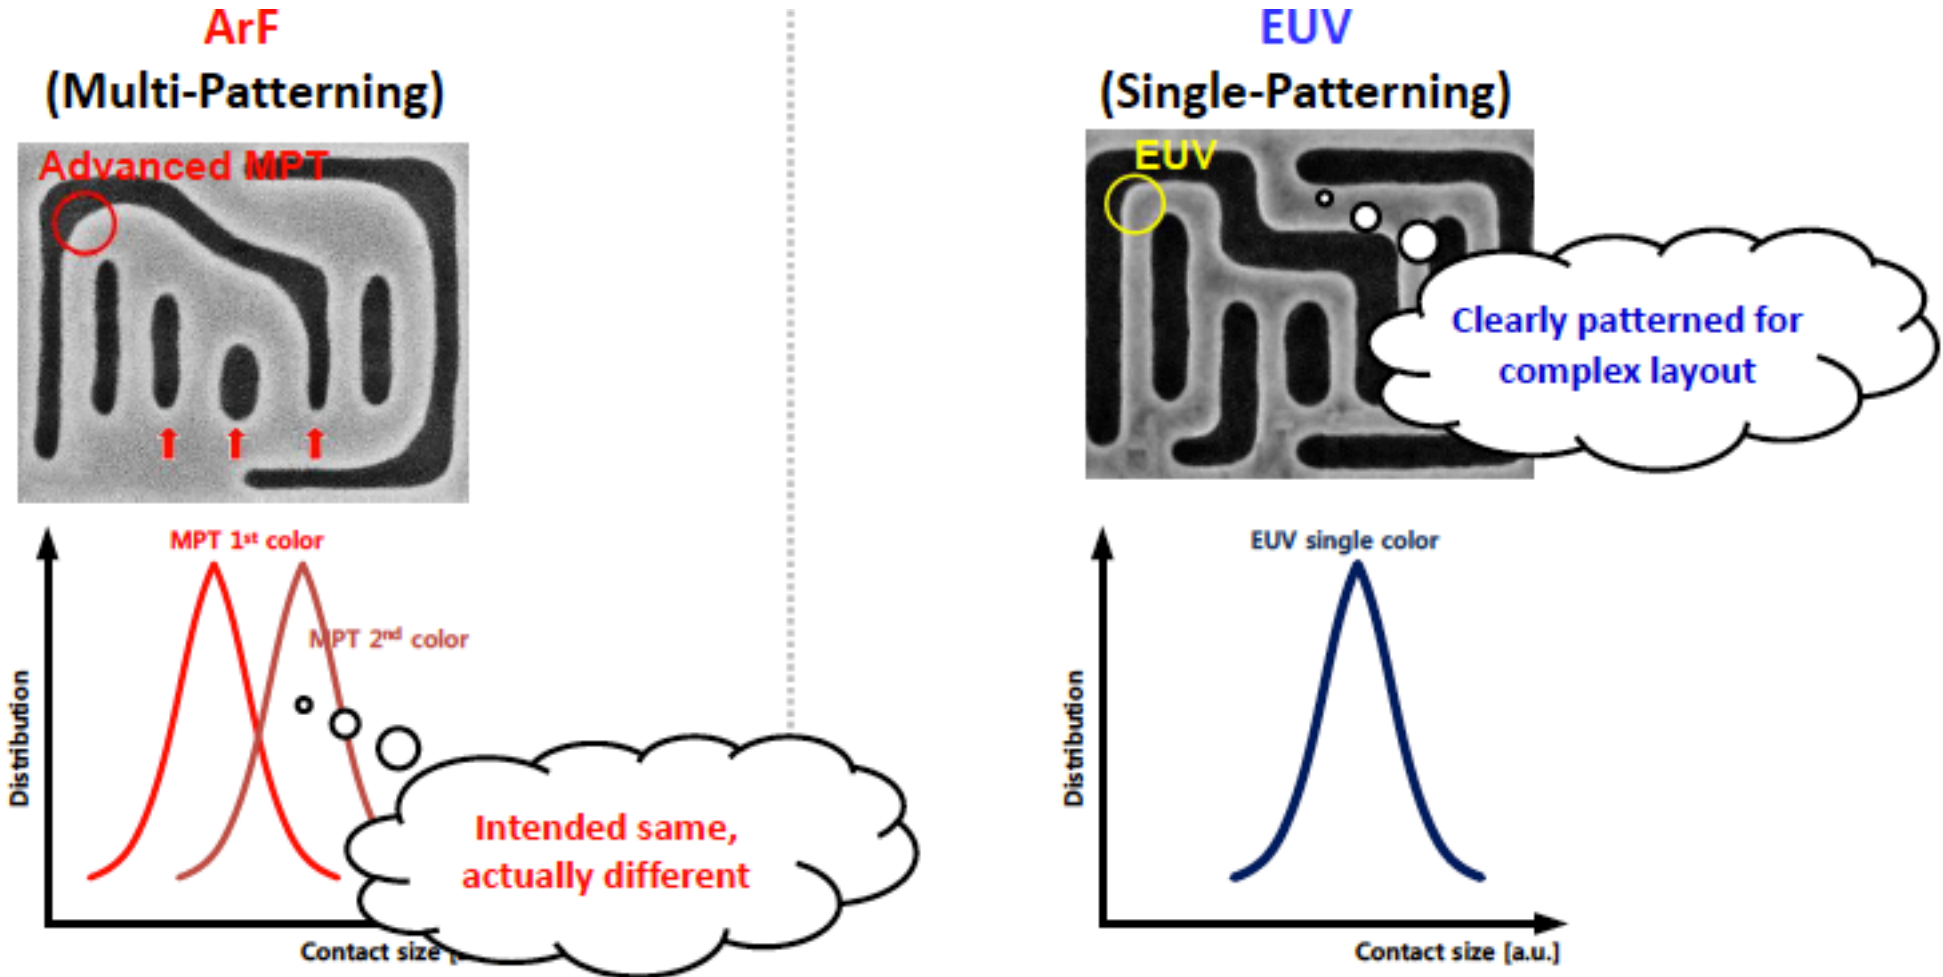 ArF
(Multi-Patterning)
Advanced MPT
MPT 1st color
MPT 2nd color
Distribution
Intended same,
actually different
Contact size
EUV
(Single-Patterning)
EUV
Clearly patterned for
complex layout
EUV single color
Distribution
Contact size [a.u.]